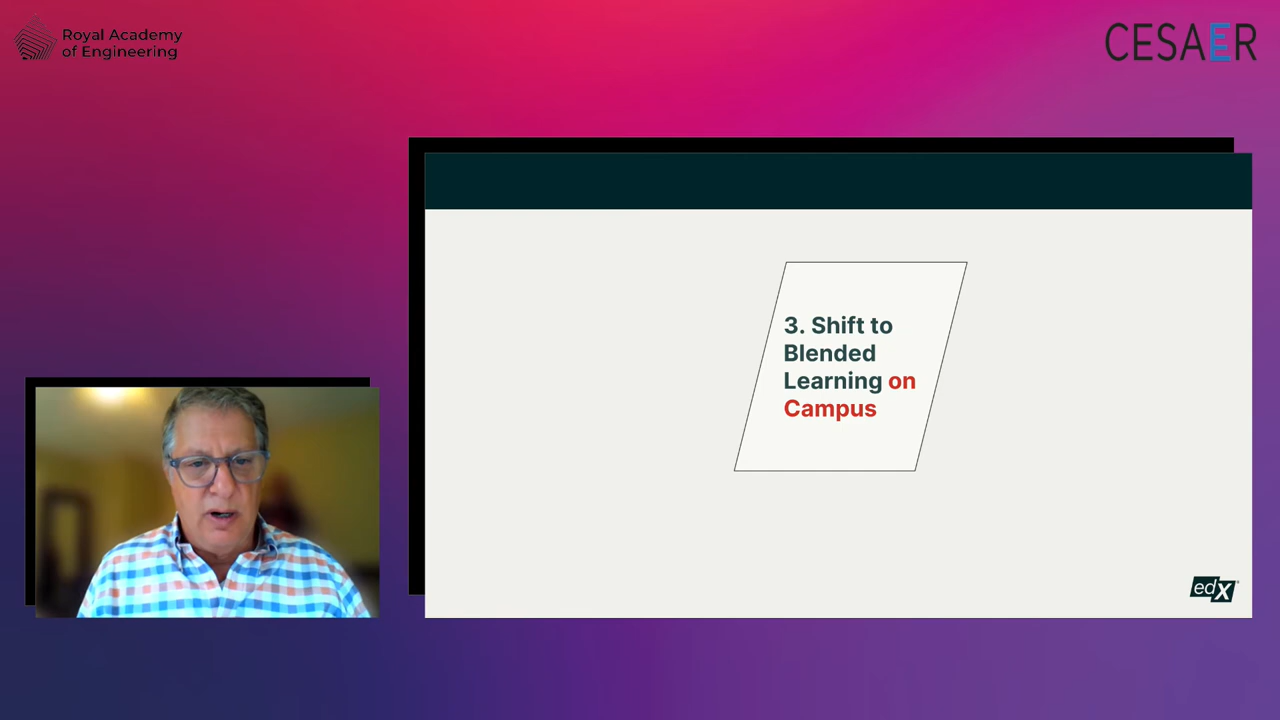 Royal Academy
of Engineering
CESAER
3. Shift to
Blended
Learning on
Campus
edX